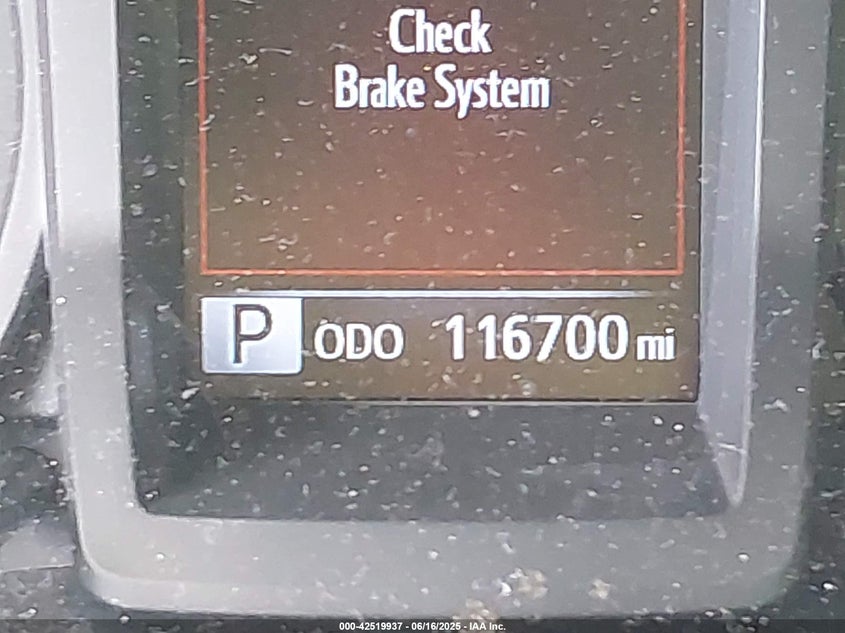 Check
Brake System
P ODO 116700 mi
000-42519937 - 06/16/2025 - IAA Inc.